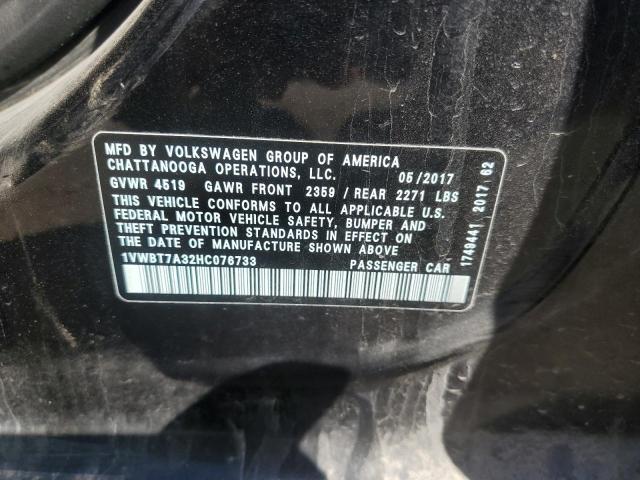 MFD BY VOLKSWAGEN GROUP OF AMERICA
CHATTANOOGA OPERATIONS, LLC. 05/2017
GVWR 4519 GAWR FRONT 2359 / REAR 2271 LBS
THIS VEHICLE CONFORMS TO ALL APPLICABLE U.S.
FEDERAL MOTOR VEHICLE SAFETY, BUMPER AND
THEFT PREVENTION STANDARDS IN EFFECT ON
THE DATE OF MANUFACTURE SHOWN ABOVE
1VWBT7A32HC076733 PASSENGER CAR
1749441 2017 62